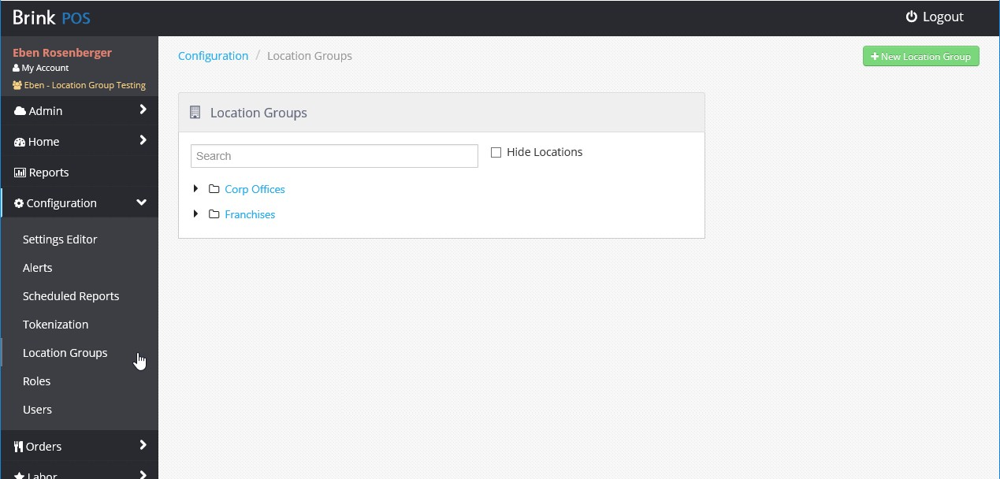 Brink POS
Logout
Eben Rosenberger
My Account
Eben - Location Group Testing
Admin
Home
Reports
Configuration
Settings Editor
Alerts
Scheduled Reports
Tokenization
Location Groups
Roles
Users
Orders
Labor
Configuration / Location Groups
New Location Group
Location Groups
Search
Hide Locations
Corp Offices
Franchises